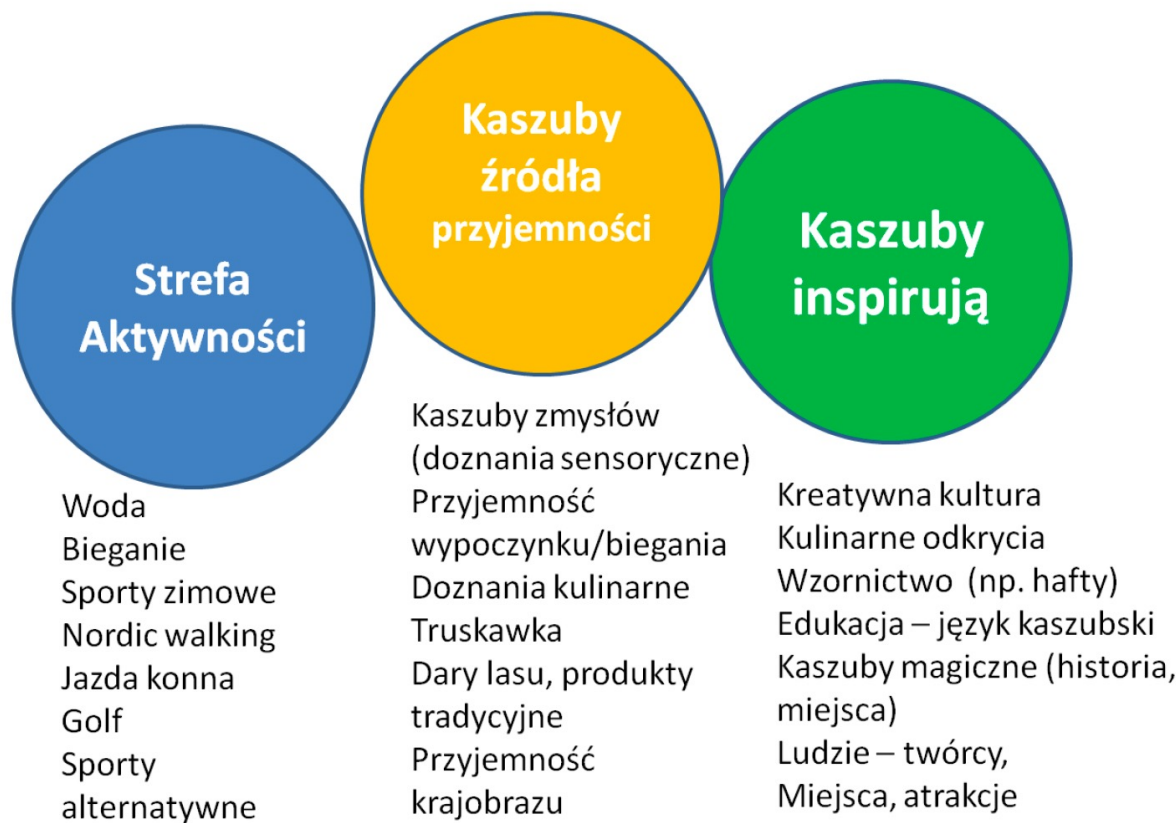 Strefa
Aktywności
Woda
Bieganie
Sporty zimowe
Nordic walking
Jazda konna
Golf
Sporty
alternatywne
Kaszuby
źródła
przyjemności
Kaszuby zmysłów
(doznania sensoryczne)
Przyjemność
wypoczynku/biegania
Doznania kulinarne
Truskawka
Dary lasu, produkty
tradycyjne
Przyjemność
krajobrazu
Kaszuby
inspirują
Kreatywna kultura
Kulinarne odkrycia
Wzornictwo (np. hafty)
Edukacja – język kaszubski
Kaszuby magiczne (historia,
miejsca)
Ludzie – twórcy,
Miejsca, atrakcje